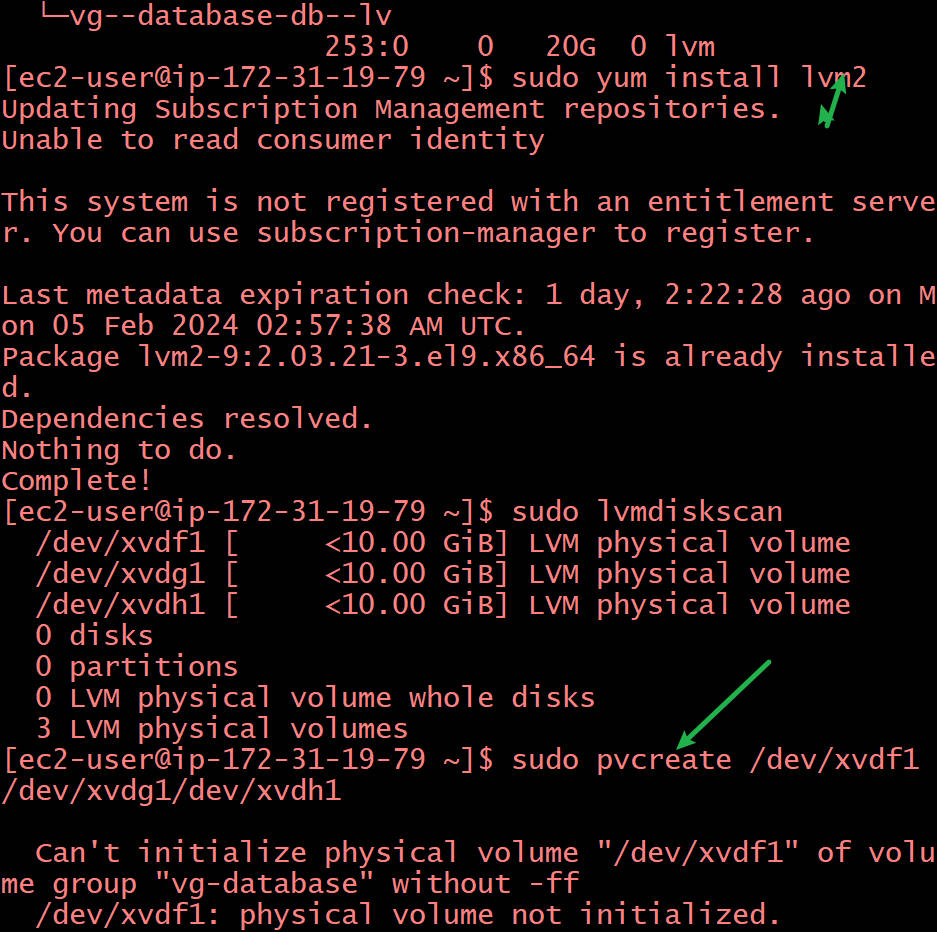 └─vg--database-db--lv
253:0    0   20G  0 lvm
[ec2-user@ip-172-31-19-79 ~]$ sudo yum install lvm2
Updating Subscription Management repositories.
Unable to read consumer identity
This system is not registered with an entitlement serve
r. You can use subscription-manager to register.
Last metadata expiration check: 1 day, 2:22:28 ago on M
on 05 Feb 2024 02:57:38 AM UTC.
Package lvm2-9:2.03.21-3.el9.x86_64 is already installe
d.
Dependencies resolved.
Nothing to do.
Complete!
[ec2-user@ip-172-31-19-79 ~]$ sudo lvmdiskscan
/dev/xvdf1 [     <10.00 GiB] LVM physical volume
/dev/xvdg1 [     <10.00 GiB] LVM physical volume
/dev/xvdh1 [     <10.00 GiB] LVM physical volume
0 disks
0 partitions
0 LVM physical volume whole disks
3 LVM physical volumes
[ec2-user@ip-172-31-19-79 ~]$ sudo pvcreate /dev/xvdf1
/dev/xvdg1/dev/xvdh1
Can't initialize physical volume "/dev/xvdf1" of volu
me group "vg-database" without -ff
/dev/xvdf1: physical volume not initialized.